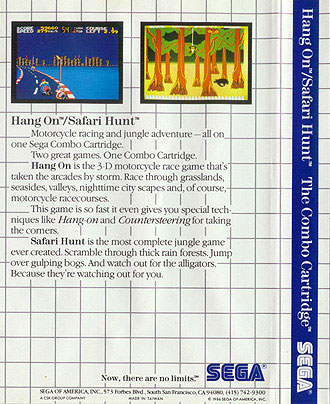 Hang On™/Safari Hunt™
Motorcycle racing and jungle adventure—all on
one Sega Combo Cartridge.
Two great games. One Combo Cartridge.
Hang On is the 3-D motorcycle race game that's
taken the arcades by storm. Race through grasslands,
seasides, valleys, nighttime city scapes and, of course,
motorcycle racecourses.
This game is so fast it even gives you special tech-
niques like Hang-on and Countersteering for taking
the corners.
Safari Hunt is the most complete jungle game
ever created. Scramble through thick rain forests. Jump
over gulping bogs. And watch out for the alligators.
Because they're watching out for you.
Now, there are no limits.™ SEGA®
SEGA OF AMERICA, INC., 573 Forbes Blvd., South San Francisco, CA 94080, (415) 742-9300
A CSK GROUP COMPANY MADE IN TAIWAN © 1986 SEGA OF AMERICA, INC.
Hang On™/Safari Hunt™ The Combo Cartridge™ SEGA®